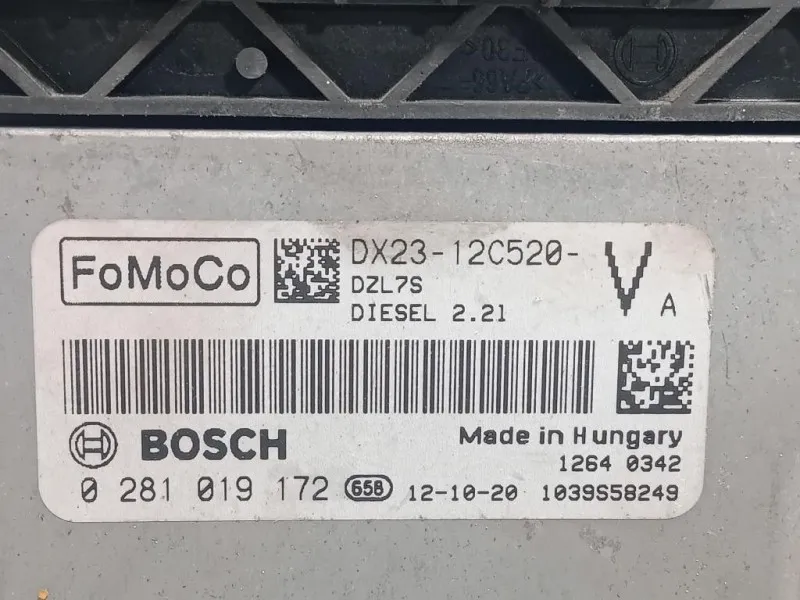 FoMoCo DX23-12C520- V A
DZL7S
DIESEL 2.2l
BOSCH Made in Hungary
1264 0342
0 281 019 172 658 12-10-20 1039S58249